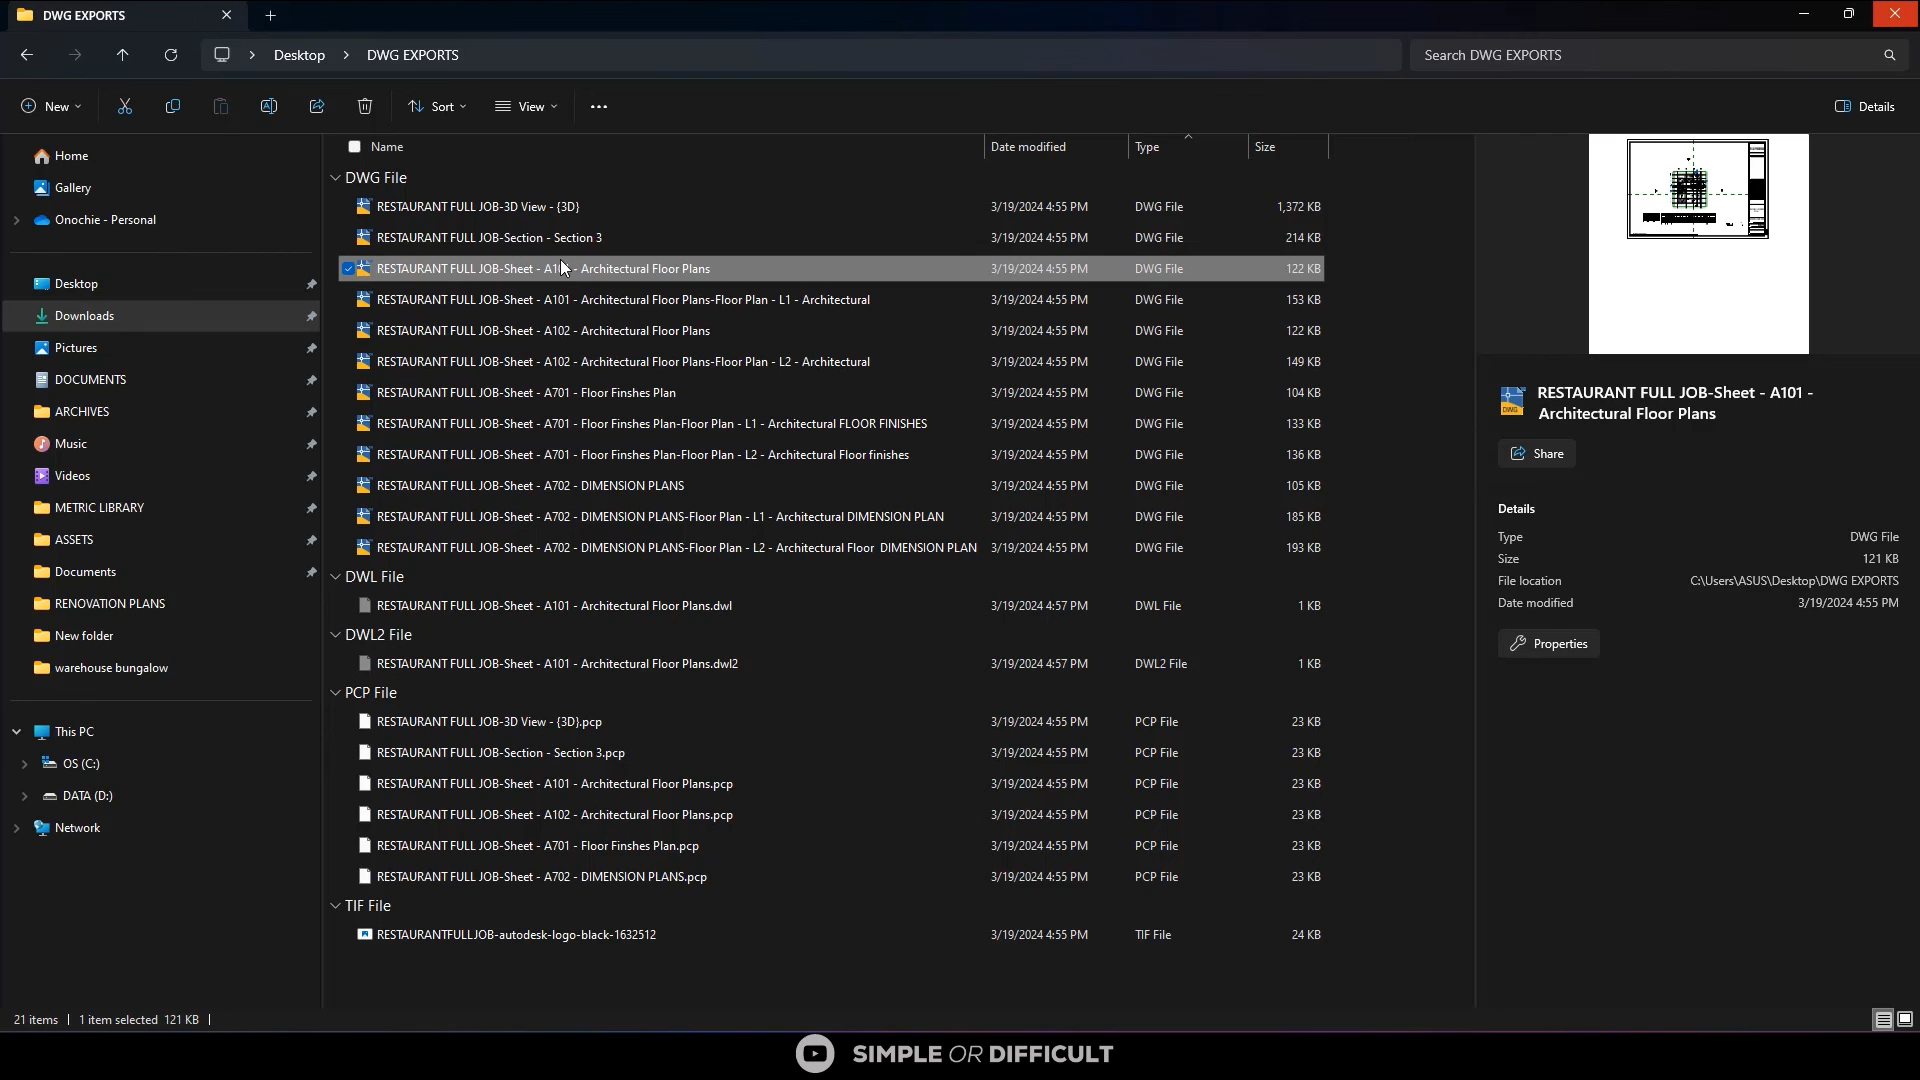 DWG EXPORTS
Desktop > DWG EXPORTS
Search DWG EXPORTS
New
Sort
View
Details
Home
Gallery
Onochie - Personal
Desktop
Downloads
Pictures
DOCUMENTS
ARCHIVES
Music
Videos
METRIC LIBRARY
ASSETS
Documents
RENOVATION PLANS
New folder
warehouse bungalow
This PC
OS (C:)
DATA (D:)
Network
Name Date modified Type Size
DWG File
RESTAURANT FULL JOB-3D View - {3D} 3/19/2024 4:55 PM DWG File 1,372 KB
RESTAURANT FULL JOB-Section - Section 3 3/19/2024 4:55 PM DWG File 214 KB
RESTAURANT FULL JOB-Sheet - - Architectural Floor Plans 3/19/2024 4:55 PM DWG File 122 KB
RESTAURANT FULL JOB-Sheet - A101 - Architectural Floor Plans-Floor Plan - L1 - Architectural 3/19/2024 4:55 PM DWG File 153 KB
RESTAURANT FULL JOB-Sheet - A102 - Architectural Floor Plans 3/19/2024 4:55 PM DWG File 122 KB
RESTAURANT FULL JOB-Sheet - A102 - Architectural Floor Plans-Floor Plan - L2 - Architectural 3/19/2024 4:55 PM DWG File 149 KB
RESTAURANT FULL JOB-Sheet - A701 - Floor Finshes Plan 3/19/2024 4:55 PM DWG File 104 KB
RESTAURANT FULL JOB-Sheet - A701 - Floor Finshes Plan-Floor Plan - L1 - Architectural FLOOR FINISHES 3/19/2024 4:55 PM DWG File 133 KB
RESTAURANT FULL JOB-Sheet - A701 - Floor Finshes Plan-Floor Plan - L2 - Architectural Floor finishes 3/19/2024 4:55 PM DWG File 136 KB
RESTAURANT FULL JOB-Sheet - A702 - DIMENSION PLANS 3/19/2024 4:55 PM DWG File 105 KB
RESTAURANT FULL JOB-Sheet - A702 - DIMENSION PLANS-Floor Plan - L1 - Architectural DIMENSION PLAN 3/19/2024 4:55 PM DWG File 185 KB
RESTAURANT FULL JOB-Sheet - A702 - DIMENSION PLANS-Floor Plan - L2 - Architectural Floor DIMENSION PLAN 3/19/2024 4:55 PM DWG File 193 KB
DWL File
RESTAURANT FULL JOB-Sheet - A101 - Architectural Floor Plans.dwl 3/19/2024 4:57 PM DWL File 1 KB
DWL2 File
RESTAURANT FULL JOB-Sheet - A101 - Architectural Floor Plans.dwl2 3/19/2024 4:57 PM DWL2 File 1 KB
PCP File
RESTAURANT FULL JOB-3D View - {3D}.pcp 3/19/2024 4:55 PM PCP File 23 KB
RESTAURANT FULL JOB-Section - Section 3.pcp 3/19/2024 4:55 PM PCP File 23 KB
RESTAURANT FULL JOB-Sheet - A101 - Architectural Floor Plans.pcp 3/19/2024 4:55 PM PCP File 23 KB
RESTAURANT FULL JOB-Sheet - A102 - Architectural Floor Plans.pcp 3/19/2024 4:55 PM PCP File 23 KB
RESTAURANT FULL JOB-Sheet - A701 - Floor Finshes Plan.pcp 3/19/2024 4:55 PM PCP File 23 KB
RESTAURANT FULL JOB-Sheet - A702 - DIMENSION PLANS.pcp 3/19/2024 4:55 PM PCP File 23 KB
TIF File
RESTAURANTFULLJOB-autodesk-logo-black-1632512 3/19/2024 4:55 PM TIF File 24 KB
RESTAURANT FULL JOB-Sheet - A101 -
Architectural Floor Plans
Share
Details
Type DWG File
Size 121 KB
File location C:\Users\ASUS\Desktop\DWG EXPORTS
Date modified 3/19/2024 4:55 PM
Properties
21 items | 1 item selected 121 KB |
SIMPLE OR DIFFICULT